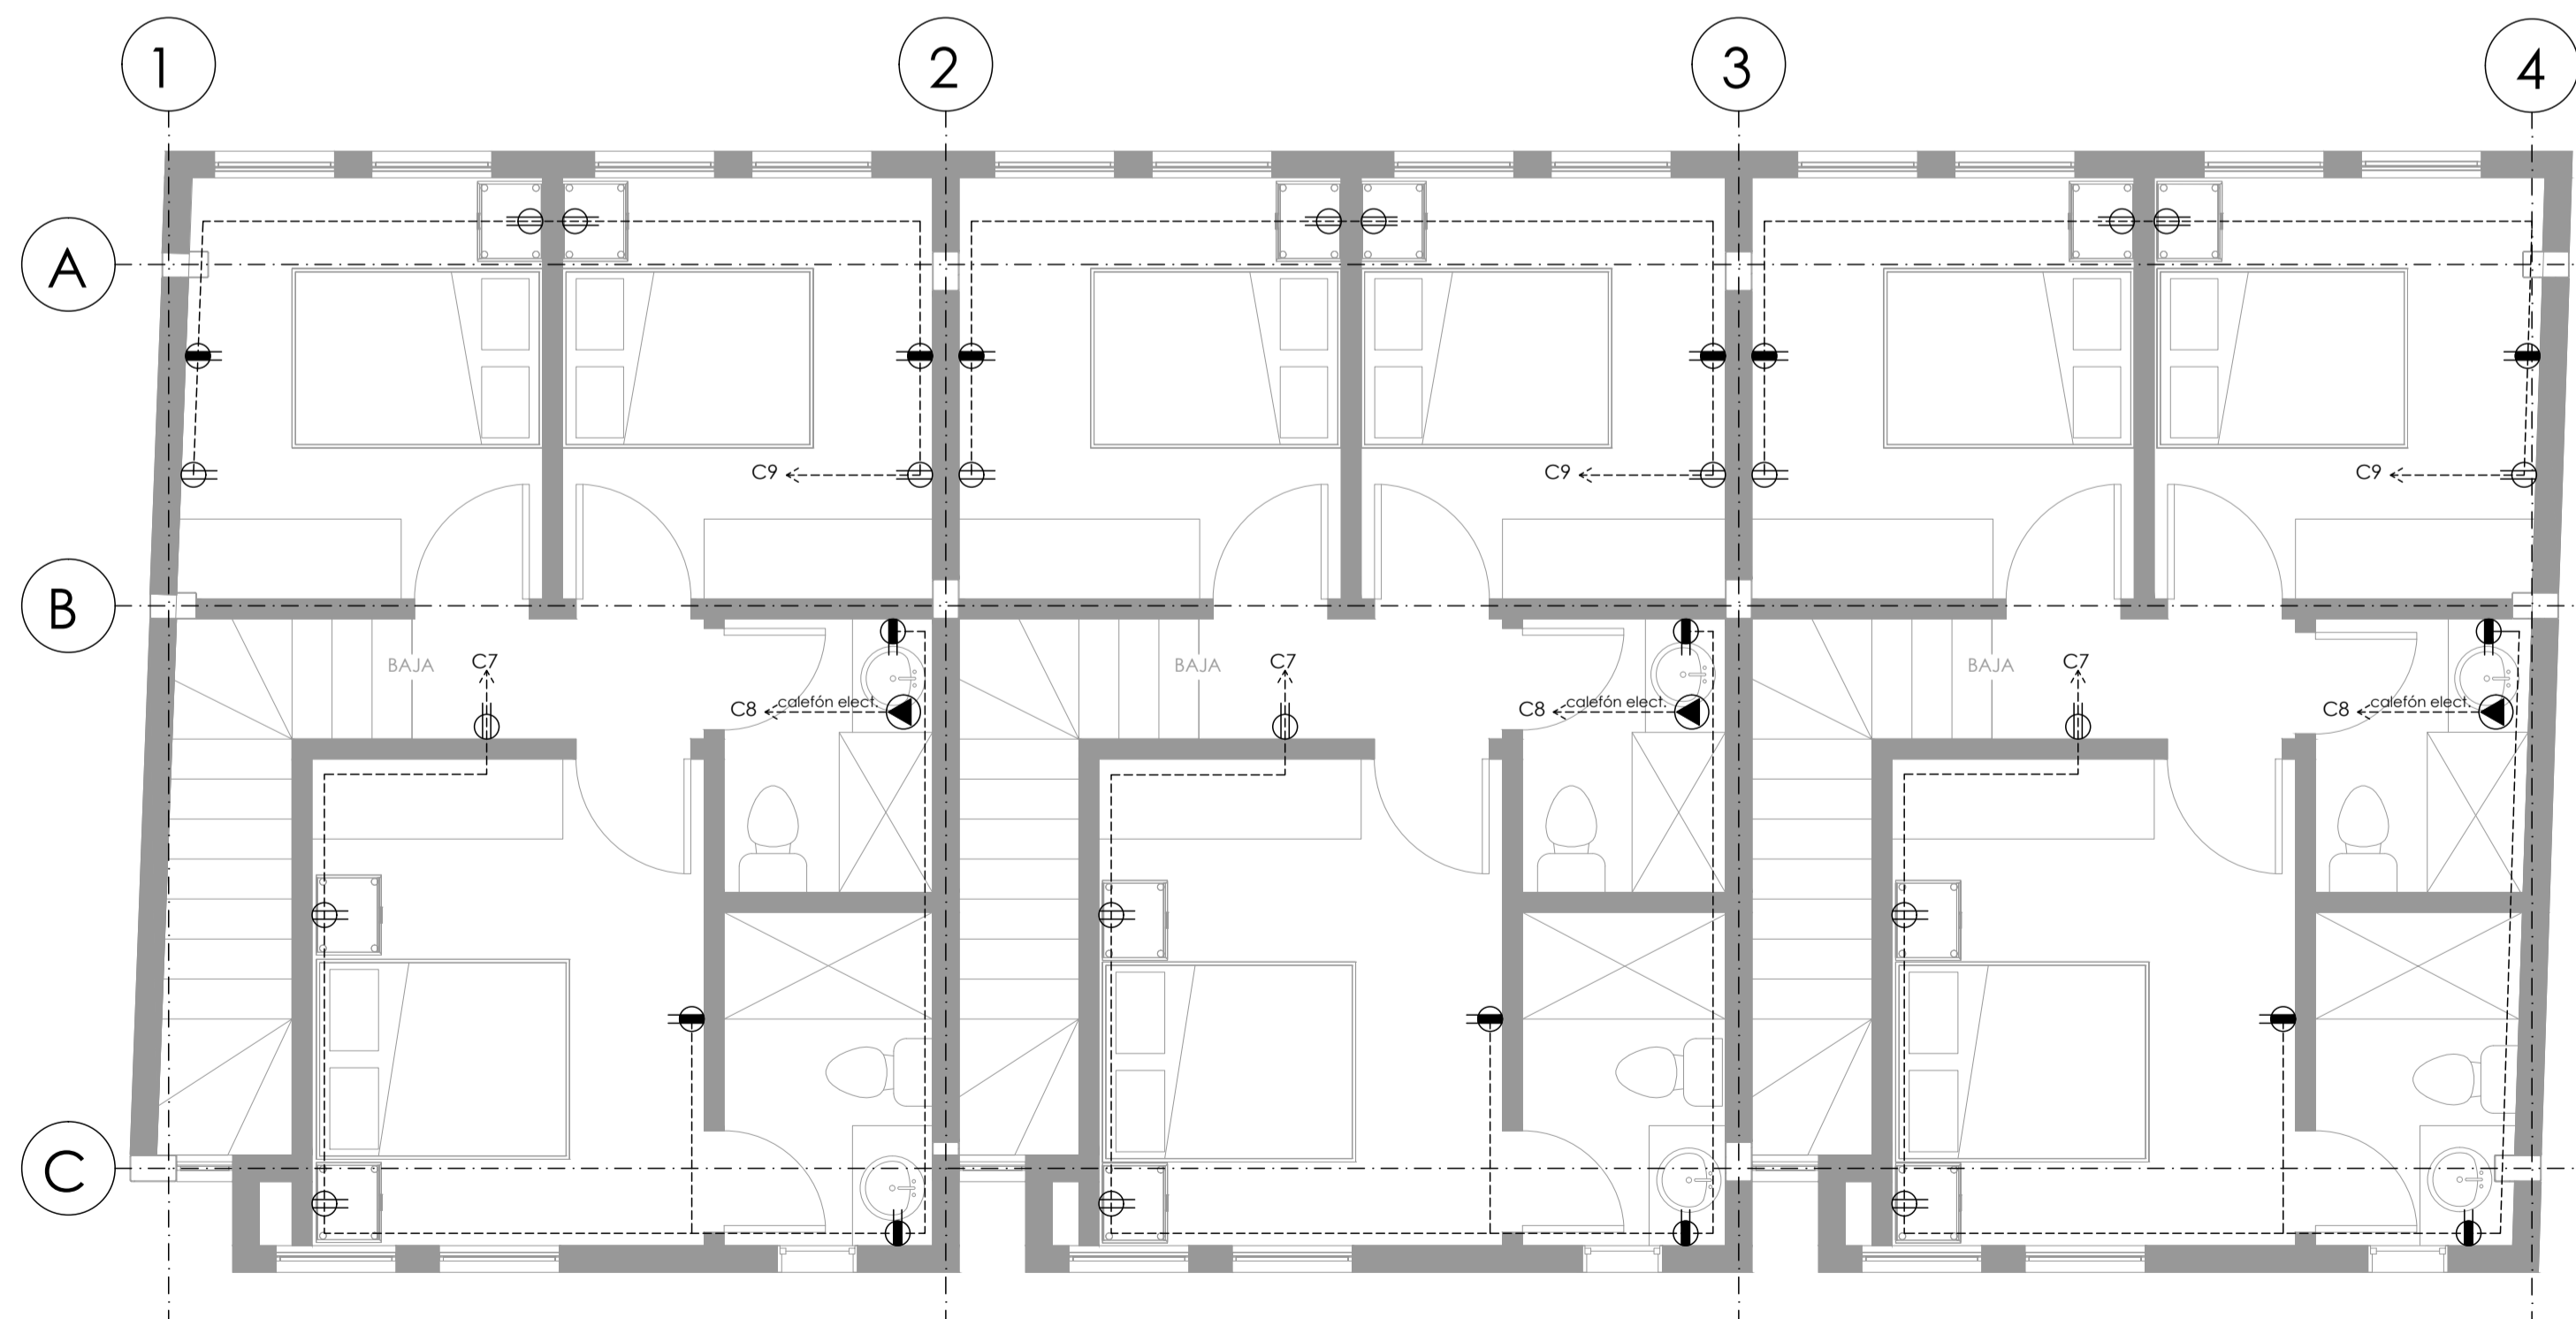 1 2 3 4
A
C9 C9 C9
B
BAJA C7 BAJA C7 BAJA C7
C8 calefón elect. C8 calefón elect. C8 calefón elect.
C